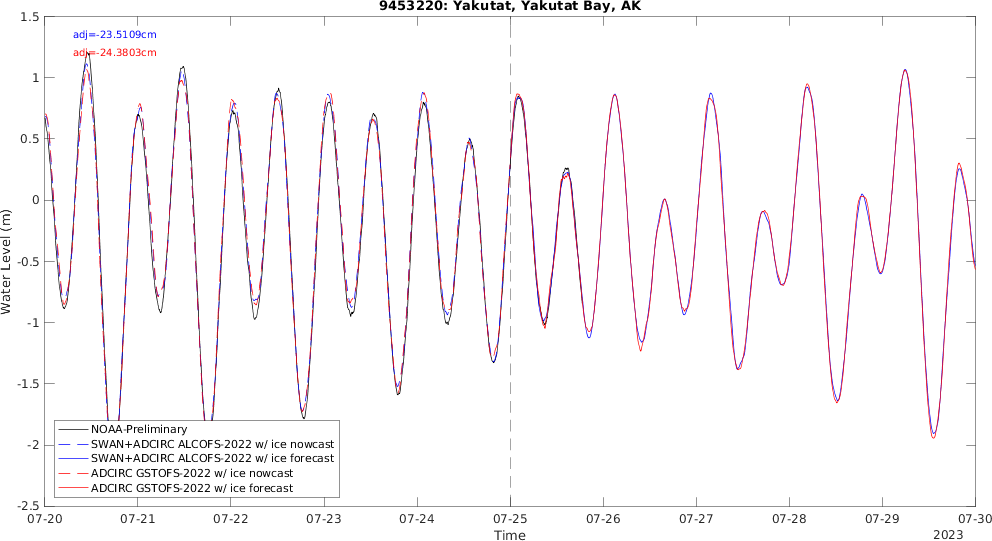 9453220: Yakutat, Yakutat Bay, AK
adj=-23.5109cm
adj=-24.3803cm
Water Level (m)
1.5
1
0.5
0
-0.5
-1
-1.5
-2
-2.5
NOAA-Preliminary
SWAN+ADCIRC ALCOFS-2022 w/ ice nowcast
SWAN+ADCIRC ALCOFS-2022 w/ ice forecast
ADCIRC GSTOFS-2022 w/ ice nowcast
ADCIRC GSTOFS-2022 w/ ice forecast
07-20 07-21 07-22 07-23 07-24 07-25 07-26 07-27 07-28 07-29 07-30
Time
2023